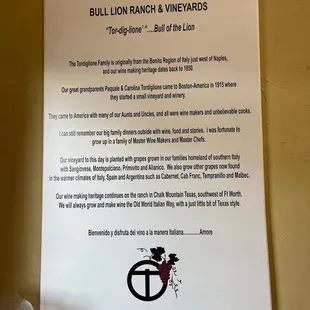 BULL LION RANCH & VINEYARDS
"Tor-dig-lione' "....Bull of the Lion
The Tordiglione Family is originally from the Bonito Region of Italy just west of Naples,
and our wine making heritage dates back to 1850.
Our great grandparents Paquale & Carolina Tordiglione came to Boston-America in 1915 where
they started a small vineyard and winery.
They came to America with many of our Aunts and Uncles, and all were wine makers and unbelievable cooks.
I can still remember our big family dinners outside with wine, food and stories. I was fortunate to
grow up in a family of Master Wine Makers and Master Chefs.
Our vineyard to this day is planted with grapes grown in our families homeland of southern Italy
with Sangiovese, Montepulciano, Primivito and Alianico. We also grow other grapes now found
in the warmer climates of Italy, Spain and Argentina such as Cabernet, Cab Franc, Tempranillo and Malbec.
Our wine making heritage continues on the ranch in Chalk Mountain Texas, southwest of Ft Worth.
We will always grow and make wine the Old World Italian Way, with a just little bit of Texas style.
Bienvenido y disfruta del vino a la manera Italiana...........Amore